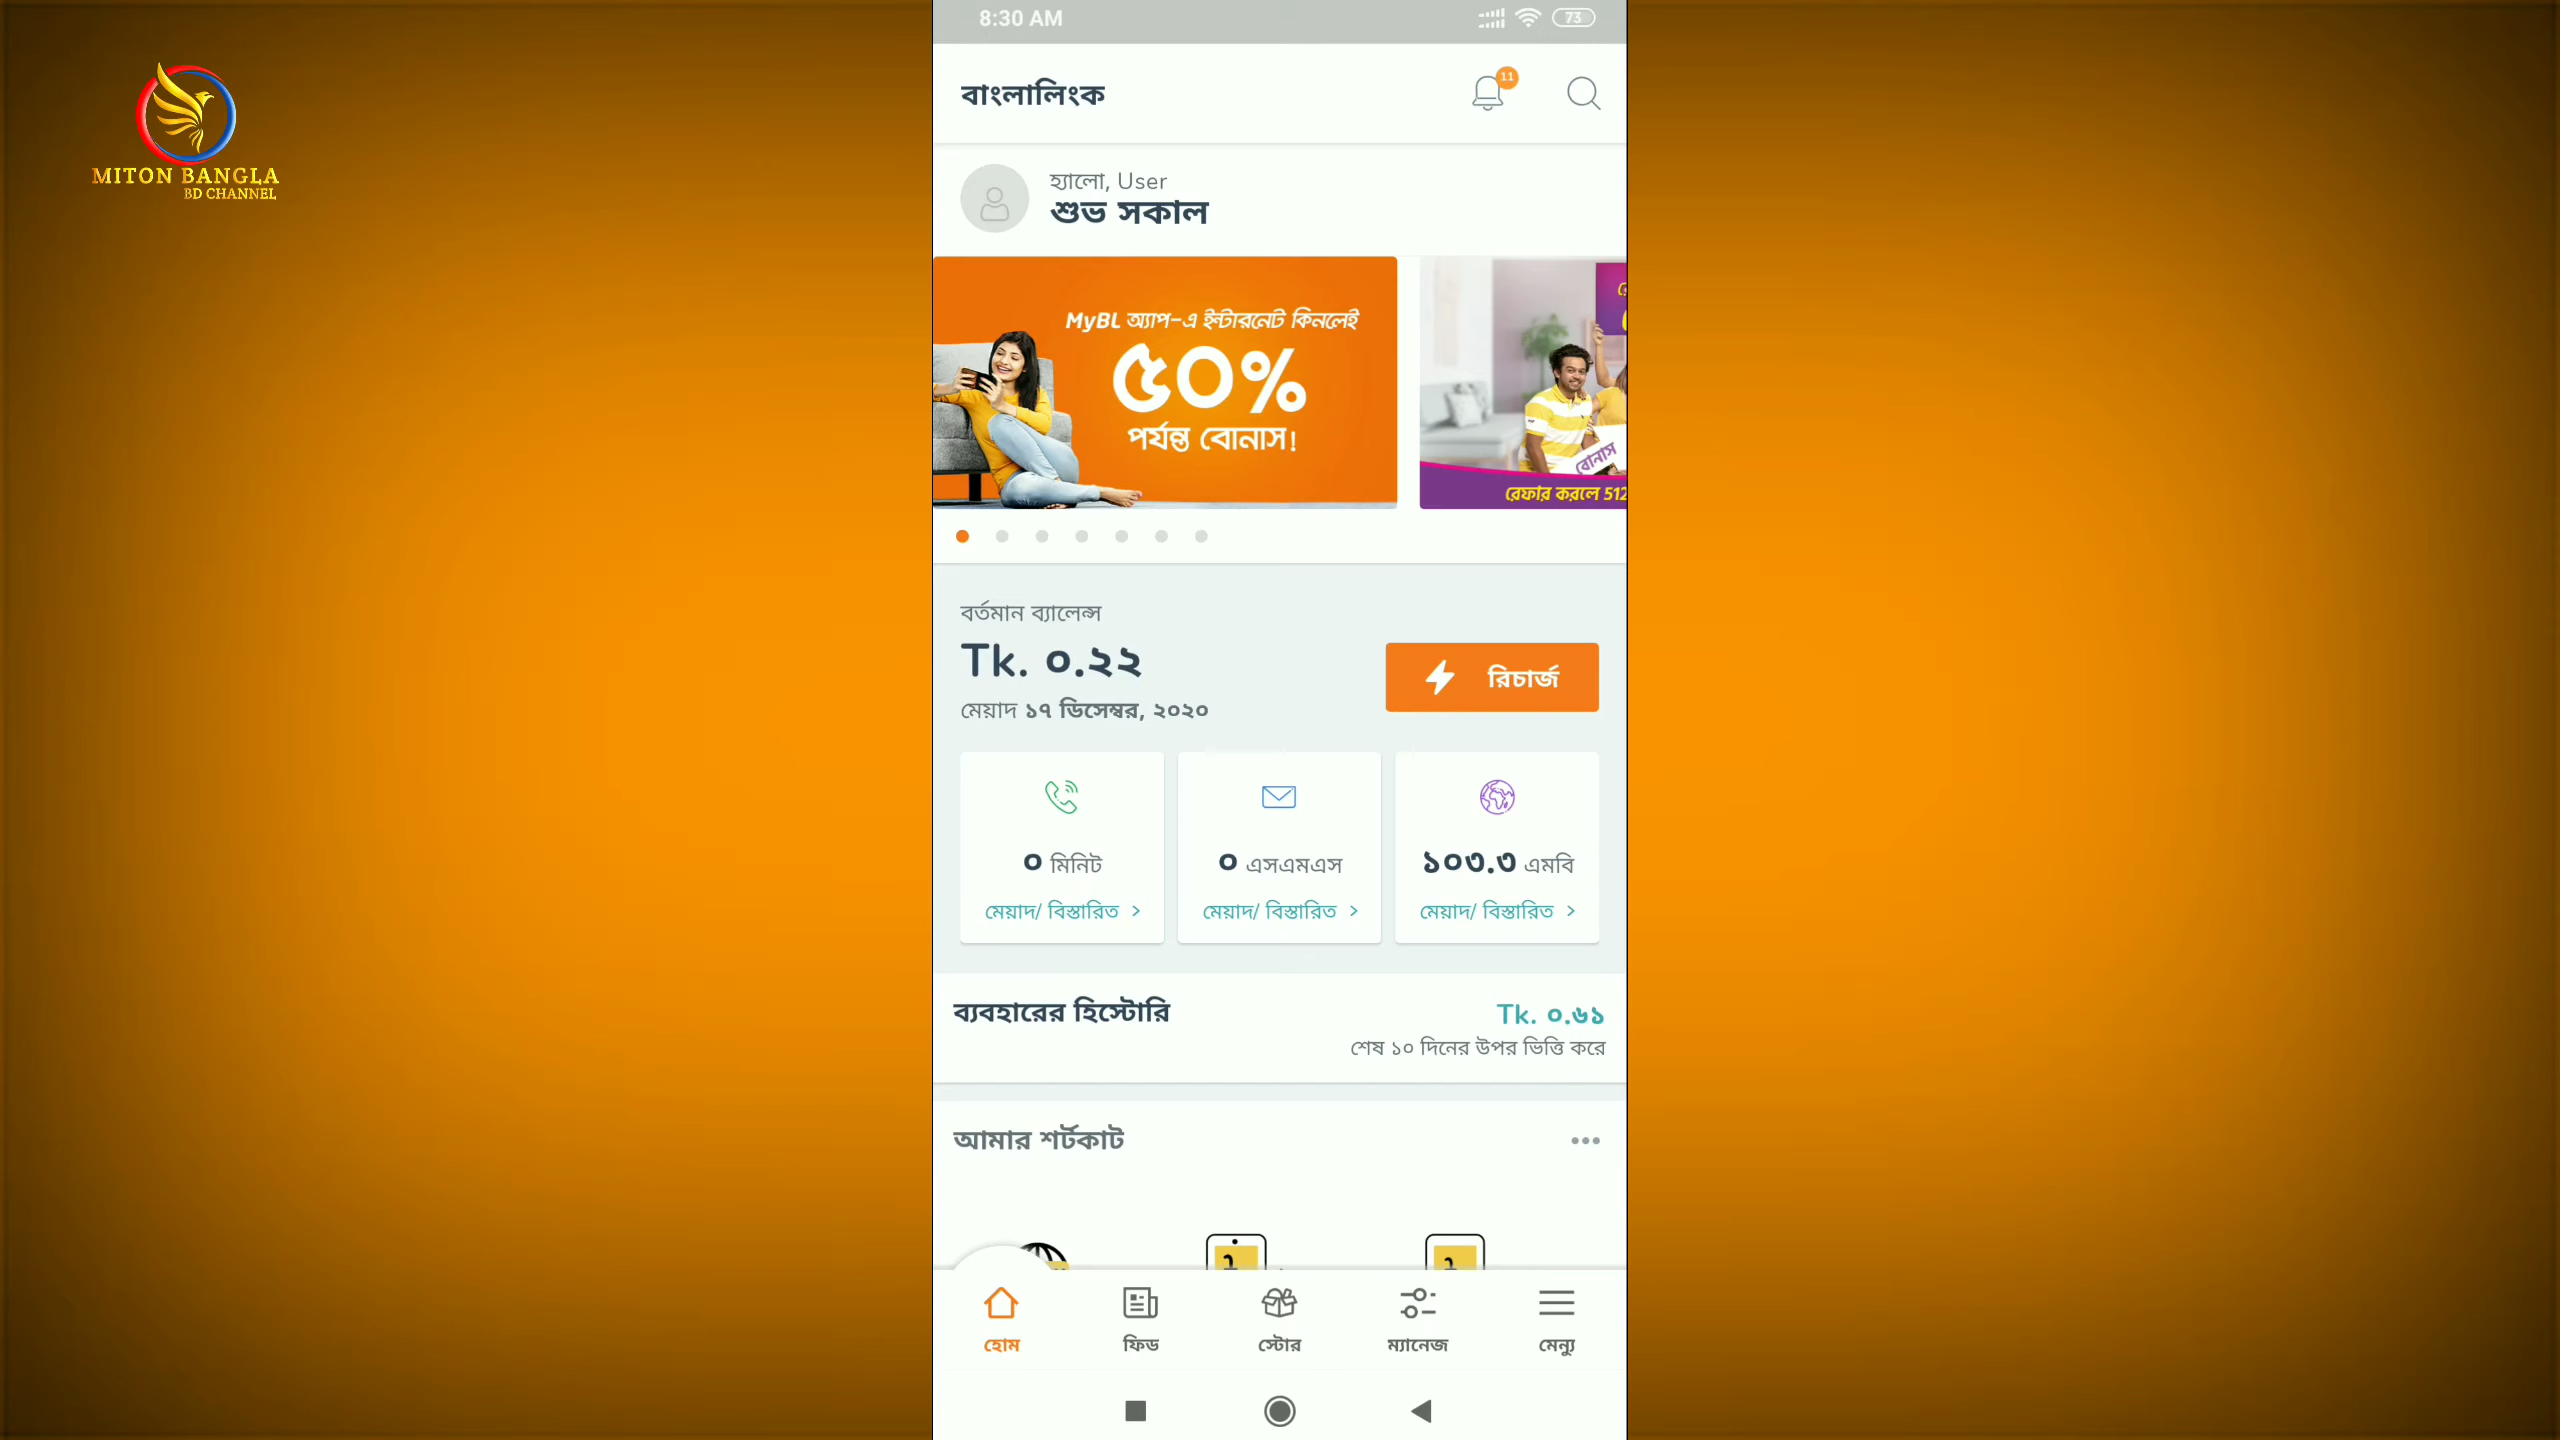 8:30 AM
73
MITON BANGLA
BD CHANNEL
বাংলালিংক
11
হ্যালো, User
শুভ সকাল
MyBL অ্যাপ-এ ইন্টারনেট কিনলেই
৫০%
পর্যন্ত বোনাস!
বোনাস
রেফার করলে 512
বর্তমান ব্যালেন্স
Tk. ০.২২
রিচার্জ
মেয়াদ ১৭ ডিসেম্বর, ২০২০
০ মিনিট
০ এসএমএস
১০৩.৩ এমবি
মেয়াদ/ বিস্তারিত >
মেয়াদ/ বিস্তারিত >
মেয়াদ/ বিস্তারিত >
ব্যবহারের হিস্টোরি
Tk. ০.৬১
শেষ ১০ দিনের উপর ভিত্তি করে
আমার শর্টকাট
হোম
ফিড
স্টোর
ম্যানেজ
মেন্যু